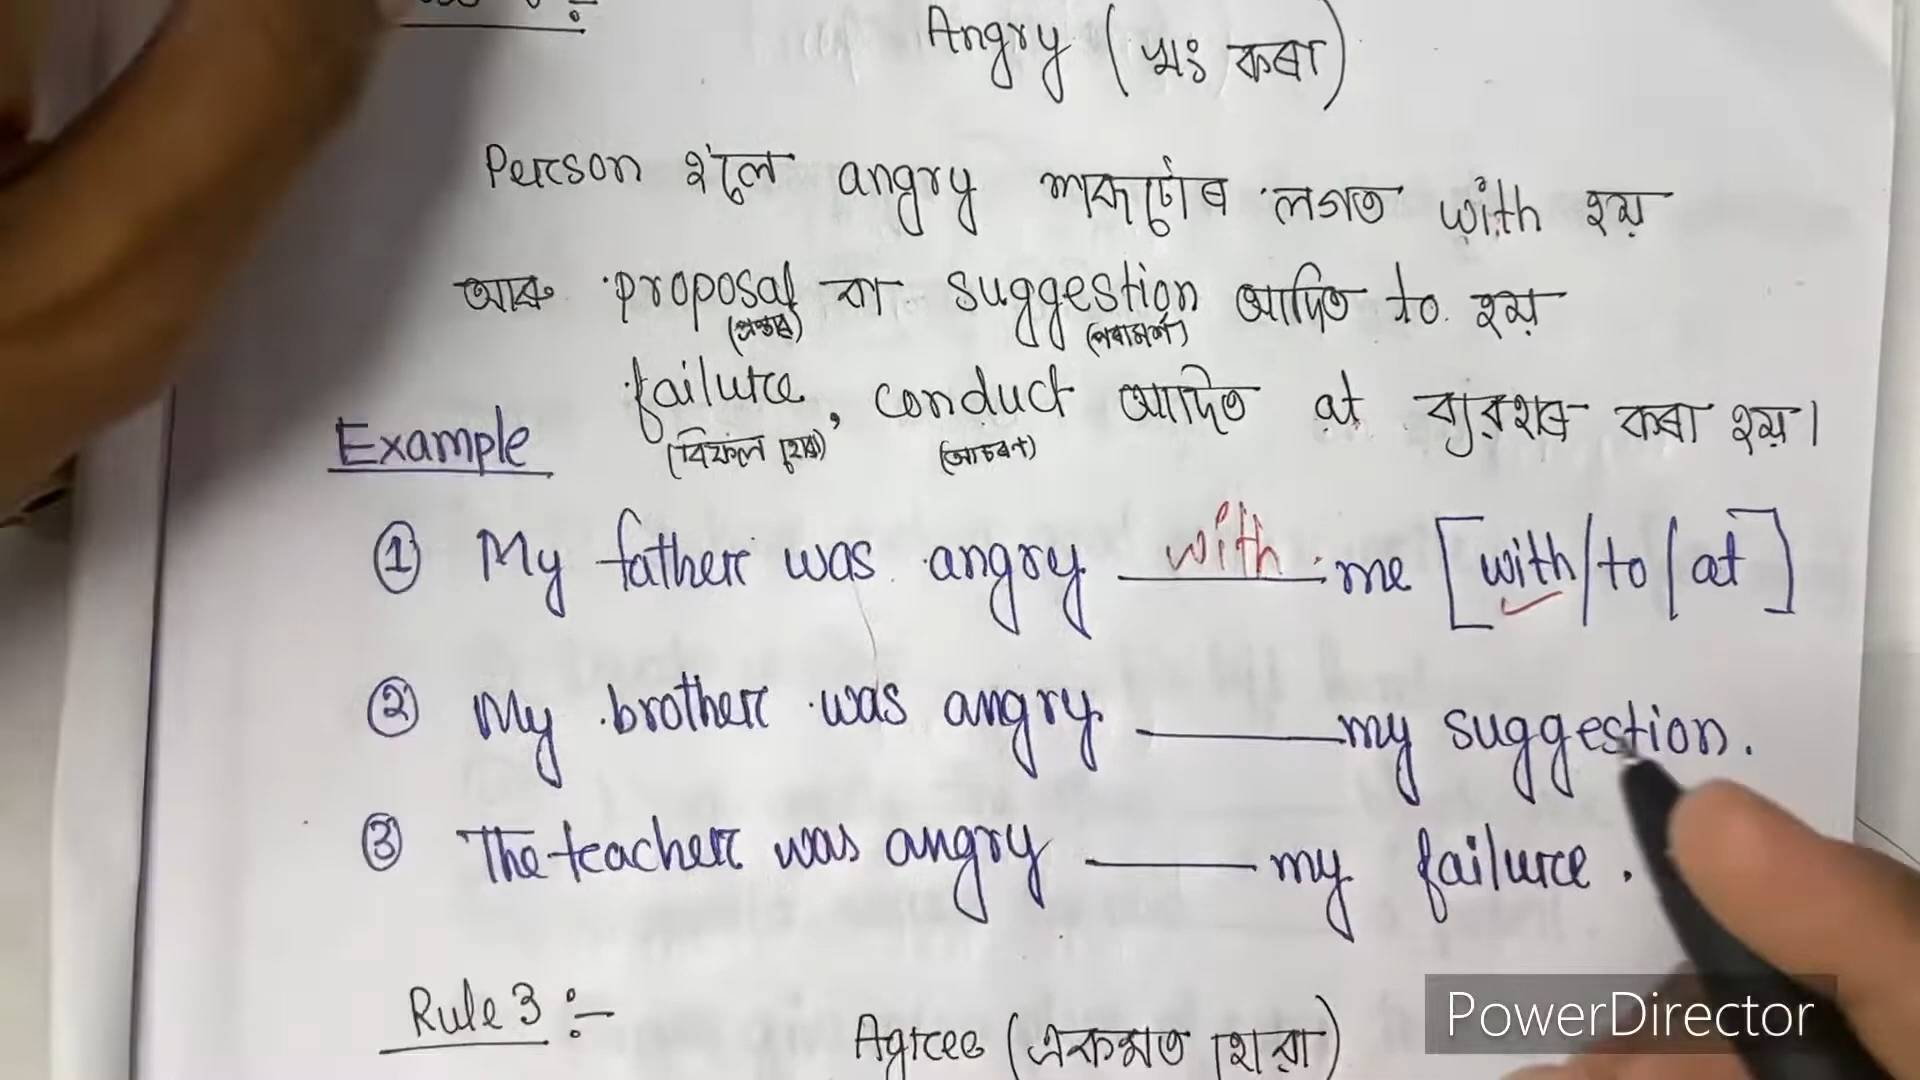 Angry (খং কৰা)
Person হ'লে angry শব্দটোৰ লগত with হয়
আৰু proposal বা suggestion আদিত to হয়
(প্ৰস্তাৱ) (পৰামৰ্শ)
failure, conduct আদিত at ব্যৱহাৰ কৰা হয়।
(বিফল হোৱা) (আচৰণ)
Example
① My father was angry with me [with/to/at]
② My brother was angry ______ my suggestion.
③ The teacher was angry ______ my failure.
Rule 3 :-
Agree (একমত হোৱা)
PowerDirector